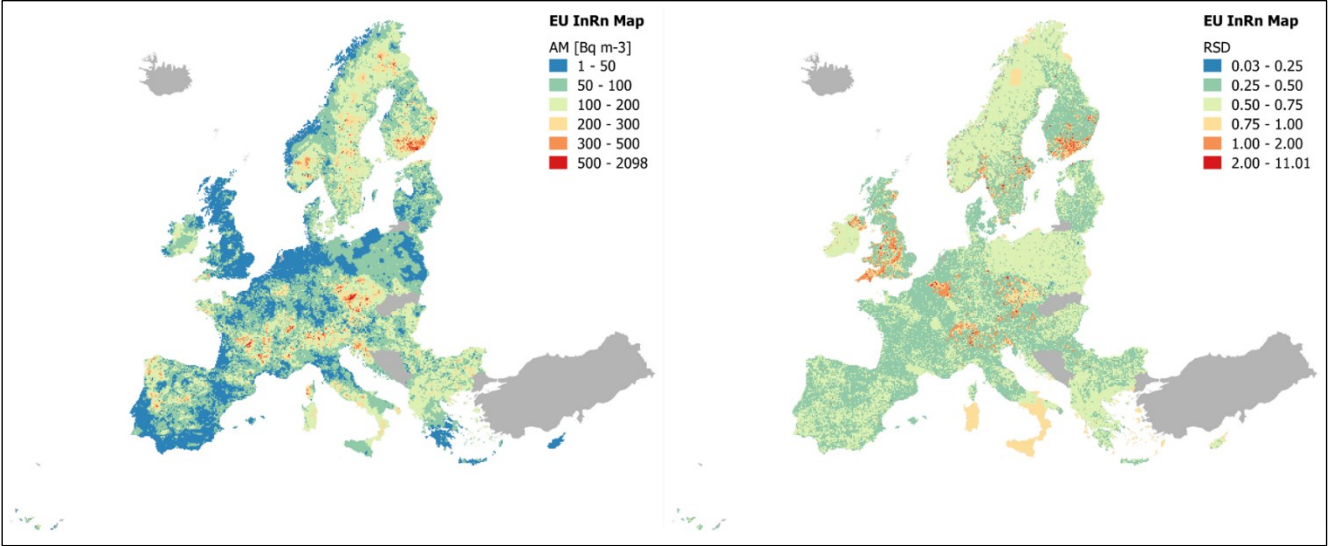 EU InRn Map
AM [Bq m-3]
1 - 50
50 - 100
100 - 200
200 - 300
300 - 500
500 - 2098
EU InRn Map
RSD
0.03 - 0.25
0.25 - 0.50
0.50 - 0.75
0.75 - 1.00
1.00 - 2.00
2.00 - 11.01